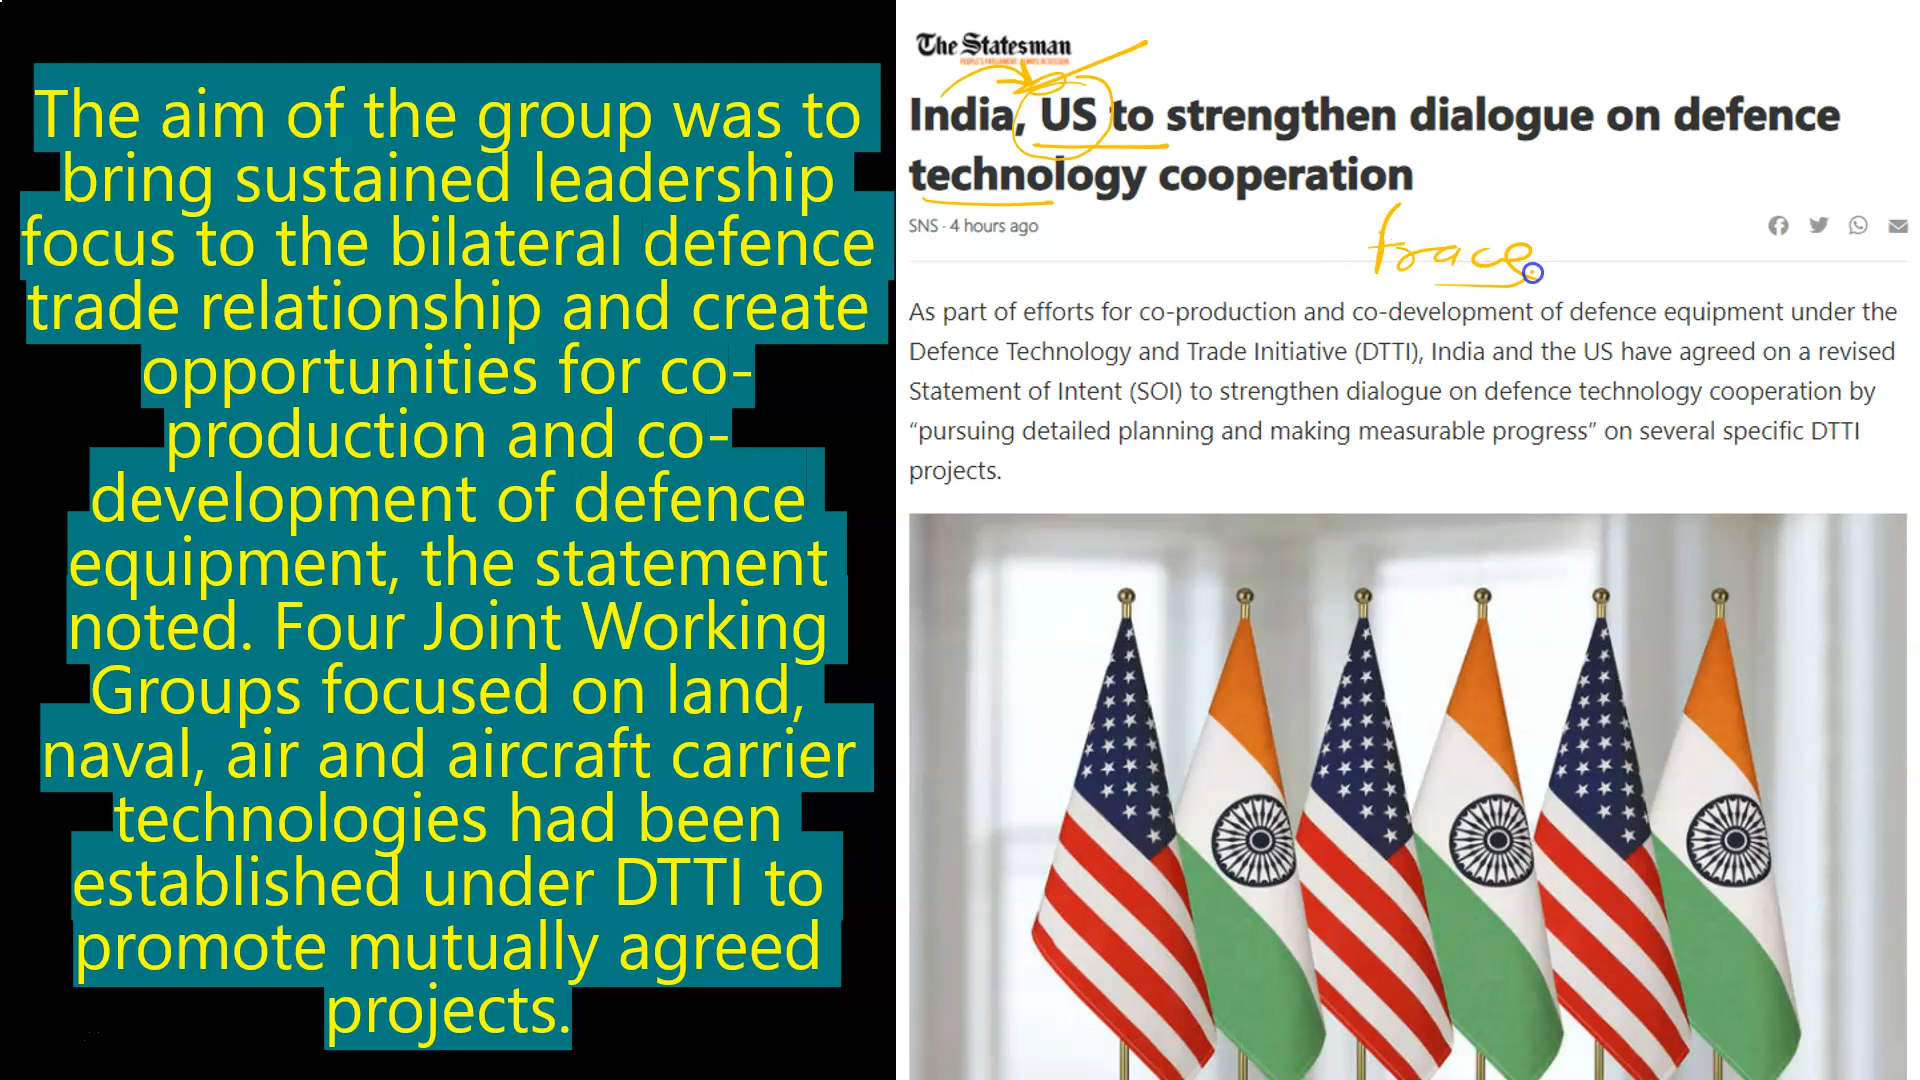 The aim of the group was to
bring sustained leadership
focus to the bilateral defence
trade relationship and create
opportunities for co-
production and co-
development of defence
equipment, the statement
noted. Four Joint Working
Groups focused on land,
naval, air and aircraft carrier
technologies had been
established under DTTI to
promote mutually agreed
projects.
The Statesman
India, US to strengthen dialogue on defence
technology cooperation
SNS · 4 hours ago
trace
As part of efforts for co-production and co-development of defence equipment under the
Defence Technology and Trade Initiative (DTTI), India and the US have agreed on a revised
Statement of Intent (SOI) to strengthen dialogue on defence technology cooperation by
“pursuing detailed planning and making measurable progress” on several specific DTTI
projects.